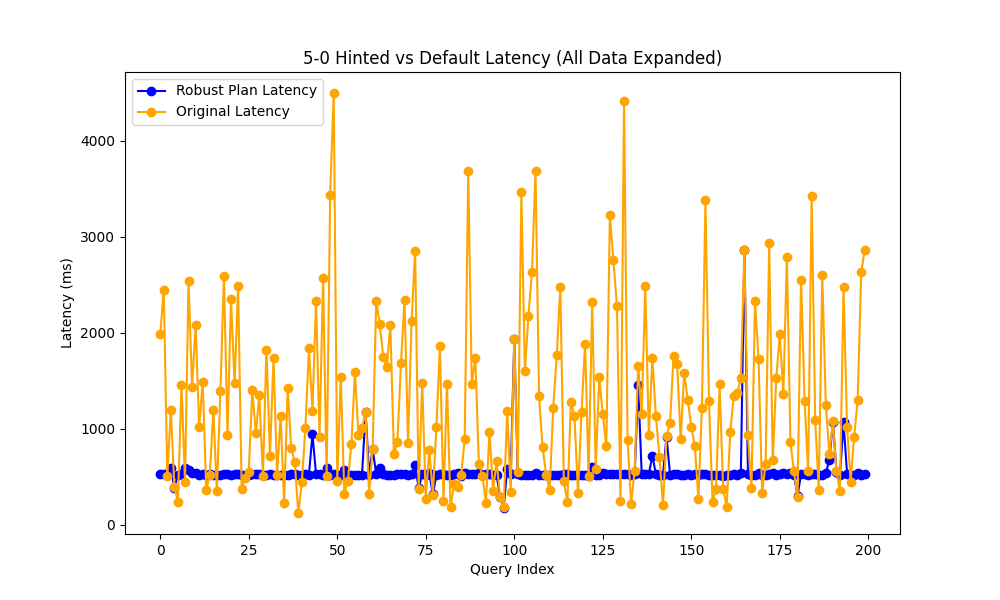 5-0 Hinted vs Default Latency (All Data Expanded)
Robust Plan Latency
Original Latency
Latency (ms)
4000
3000
2000
1000
0
0 25 50 75 100 125 150 175 200
Query Index